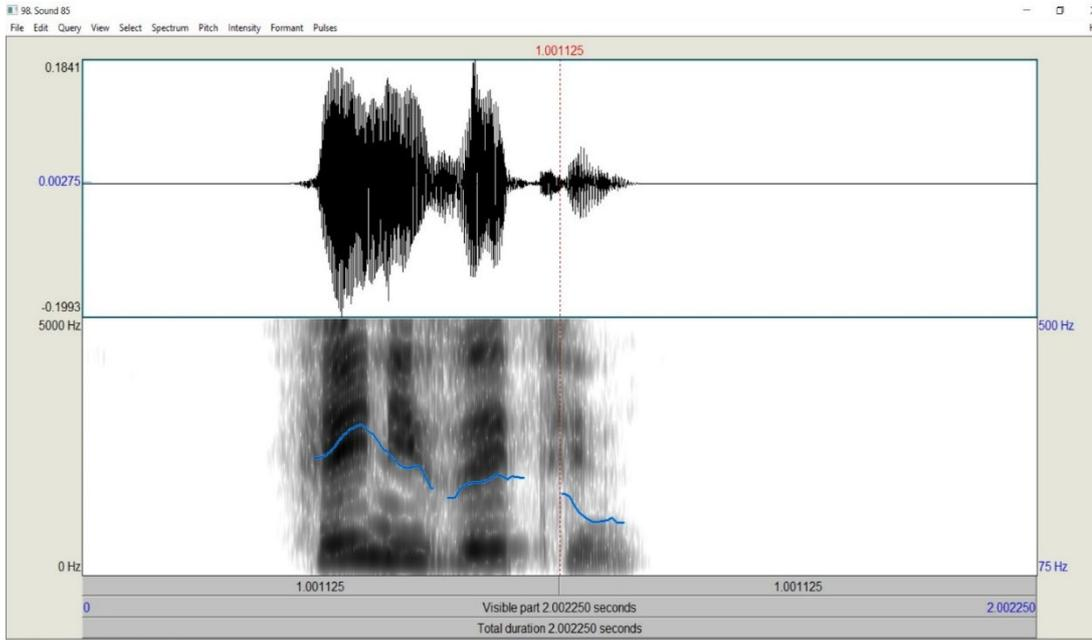 98. Sound 85
File Edit Query View Select Spectrum Pitch Intensity Formant Pulses
1.001125
0.1841
0.00275
-0.1993
5000 Hz 500 Hz
0 Hz 75 Hz
1.001125 1.001125
0 Visible part 2.002250 seconds 2.002250
Total duration 2.002250 seconds